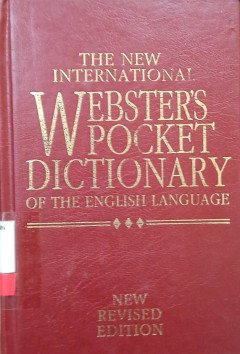 THE NEW
INTERNATIONAL
WEBSTER'S
POCKET
DICTIONARY
OF THE ENGLISH LANGUAGE
NEW
REVISED
EDITION